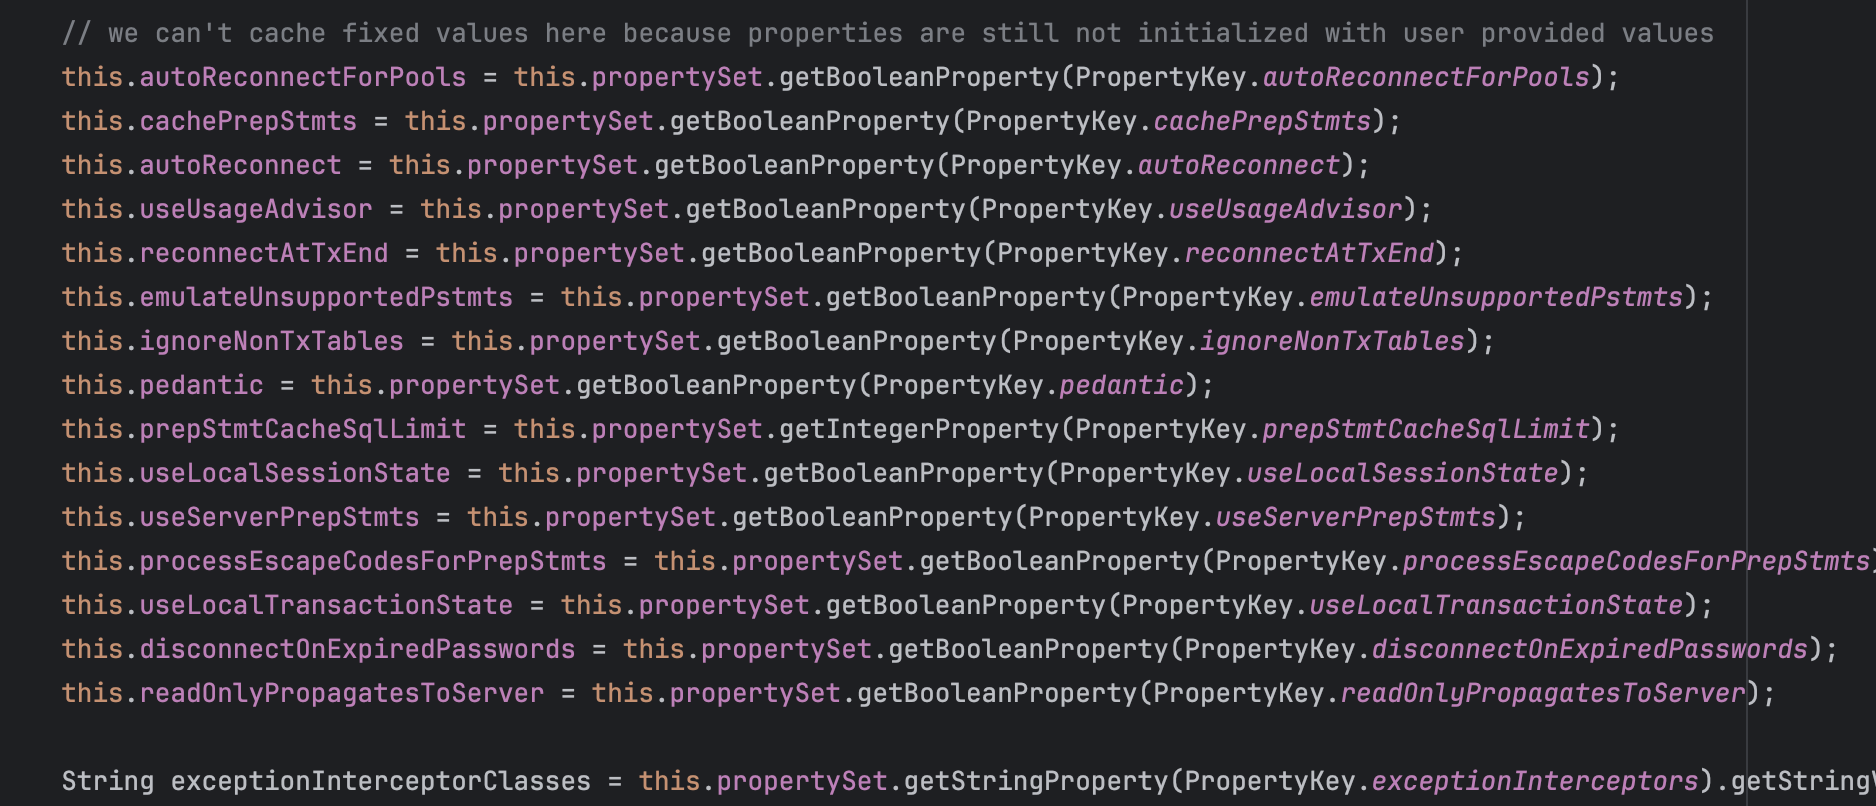 // we can't cache fixed values here because properties are still not initialized with user provided values
this.autoReconnectForPools = this.propertySet.getBooleanProperty(PropertyKey.autoReconnectForPools);
this.cachePrepStmts = this.propertySet.getBooleanProperty(PropertyKey.cachePrepStmts);
this.autoReconnect = this.propertySet.getBooleanProperty(PropertyKey.autoReconnect);
this.useUsageAdvisor = this.propertySet.getBooleanProperty(PropertyKey.useUsageAdvisor);
this.reconnectAtTxEnd = this.propertySet.getBooleanProperty(PropertyKey.reconnectAtTxEnd);
this.emulateUnsupportedPstmts = this.propertySet.getBooleanProperty(PropertyKey.emulateUnsupportedPstmts);
this.ignoreNonTxTables = this.propertySet.getBooleanProperty(PropertyKey.ignoreNonTxTables);
this.pedantic = this.propertySet.getBooleanProperty(PropertyKey.pedantic);
this.prepStmtCacheSqlLimit = this.propertySet.getIntegerProperty(PropertyKey.prepStmtCacheSqlLimit);
this.useLocalSessionState = this.propertySet.getBooleanProperty(PropertyKey.useLocalSessionState);
this.useServerPrepStmts = this.propertySet.getBooleanProperty(PropertyKey.useServerPrepStmts);
this.processEscapeCodesForPrepStmts = this.propertySet.getBooleanProperty(PropertyKey.processEscapeCodesForPrepStmts)
this.useLocalTransactionState = this.propertySet.getBooleanProperty(PropertyKey.useLocalTransactionState);
this.disconnectOnExpiredPasswords = this.propertySet.getBooleanProperty(PropertyKey.disconnectOnExpiredPasswords);
this.readOnlyPropagatesToServer = this.propertySet.getBooleanProperty(PropertyKey.readOnlyPropagatesToServer);
String exceptionInterceptorClasses = this.propertySet.getStringProperty(PropertyKey.exceptionInterceptors).getString